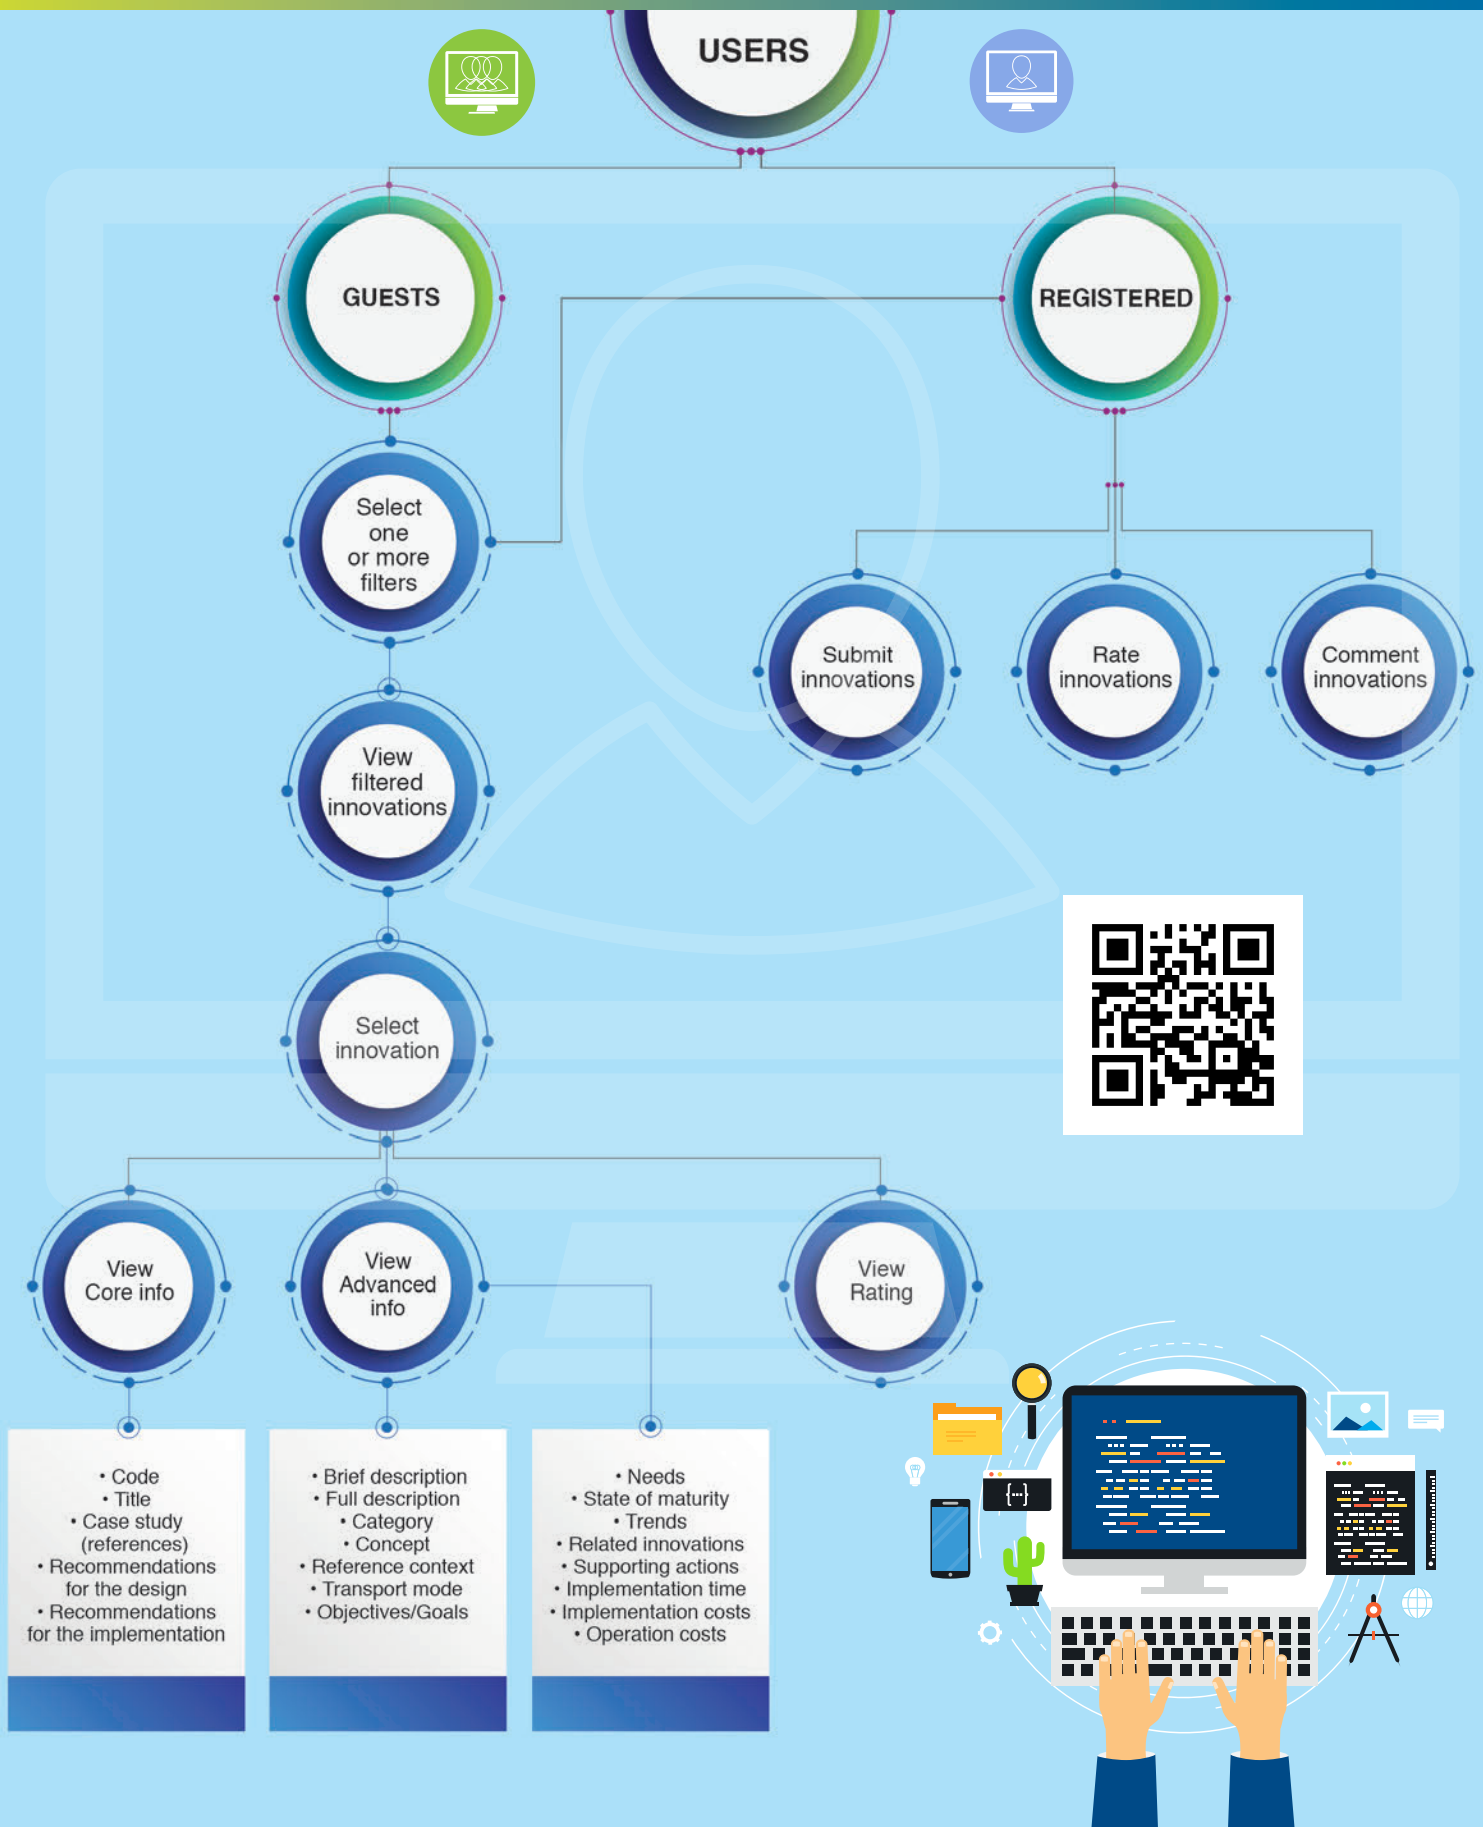 USERS
GUESTS
REGISTERED
Select
one
or more
filters
Submit
innovations
Rate
innovations
Comment
innovations
View
filtered
innovations
Select
innovation
View
Core info
View
Advanced
info
View
Rating
• Code
• Title
• Case study
(references)
• Recommendations
for the design
• Recommendations
for the implementation
• Brief description
• Full description
• Category
• Concept
• Reference context
• Transport mode
• Objectives/Goals
• Needs
• State of maturity
• Trends
• Related innovations
• Supporting actions
• Implementation time
• Implementation costs
• Operation costs
{···}